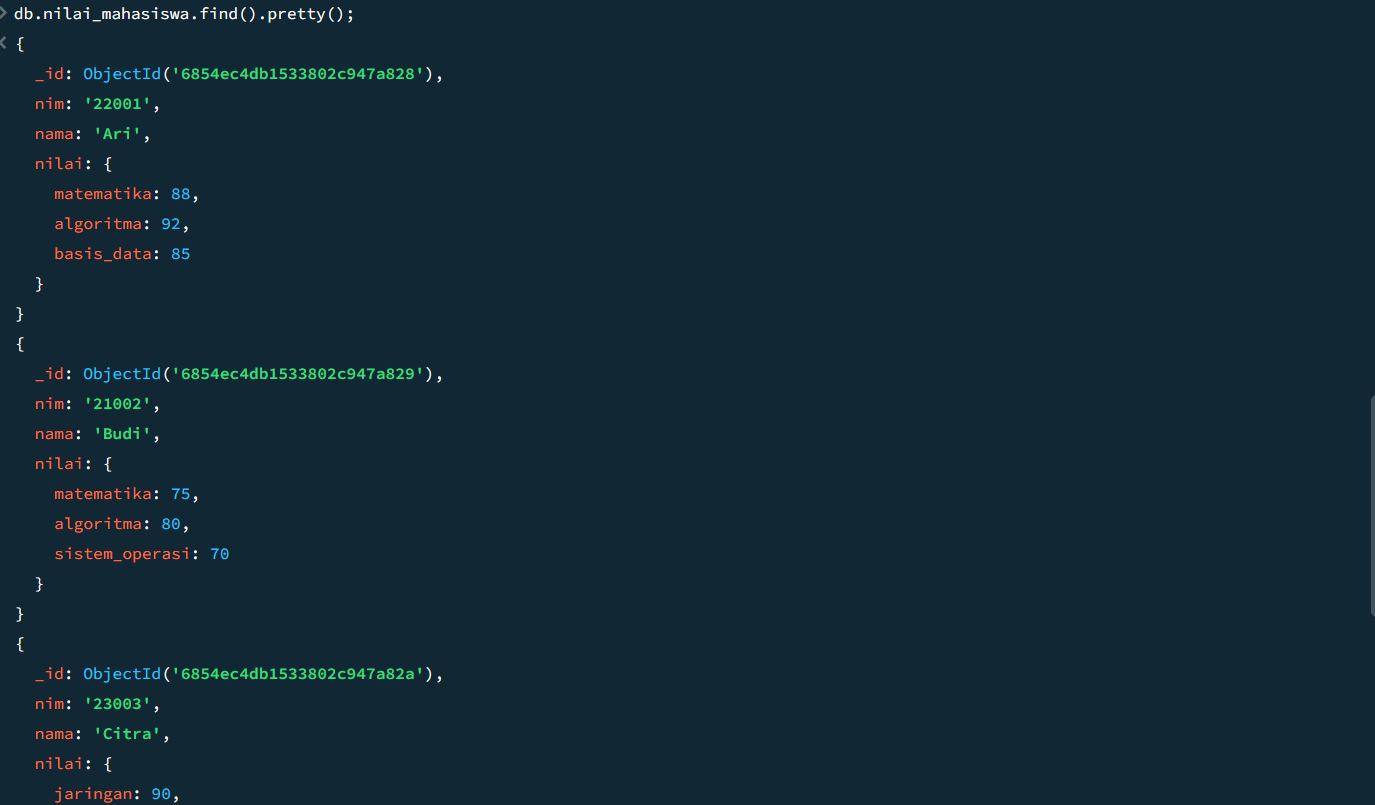 > db.nilai_mahasiswa.find().pretty();
< {
_id: ObjectId('6854ec4db1533802c947a828'),
nim: '22001',
nama: 'Ari',
nilai: {
matematika: 88,
algoritma: 92,
basis_data: 85
}
}
{
_id: ObjectId('6854ec4db1533802c947a829'),
nim: '21002',
nama: 'Budi',
nilai: {
matematika: 75,
algoritma: 80,
sistem_operasi: 70
}
}
{
_id: ObjectId('6854ec4db1533802c947a82a'),
nim: '23003',
nama: 'Citra',
nilai: {
jaringan: 90,